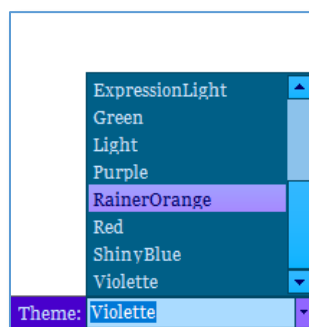 ExpressionLight
Green
Light
Purple
RainerOrange
Red
ShinyBlue
Violette
Theme: Violette